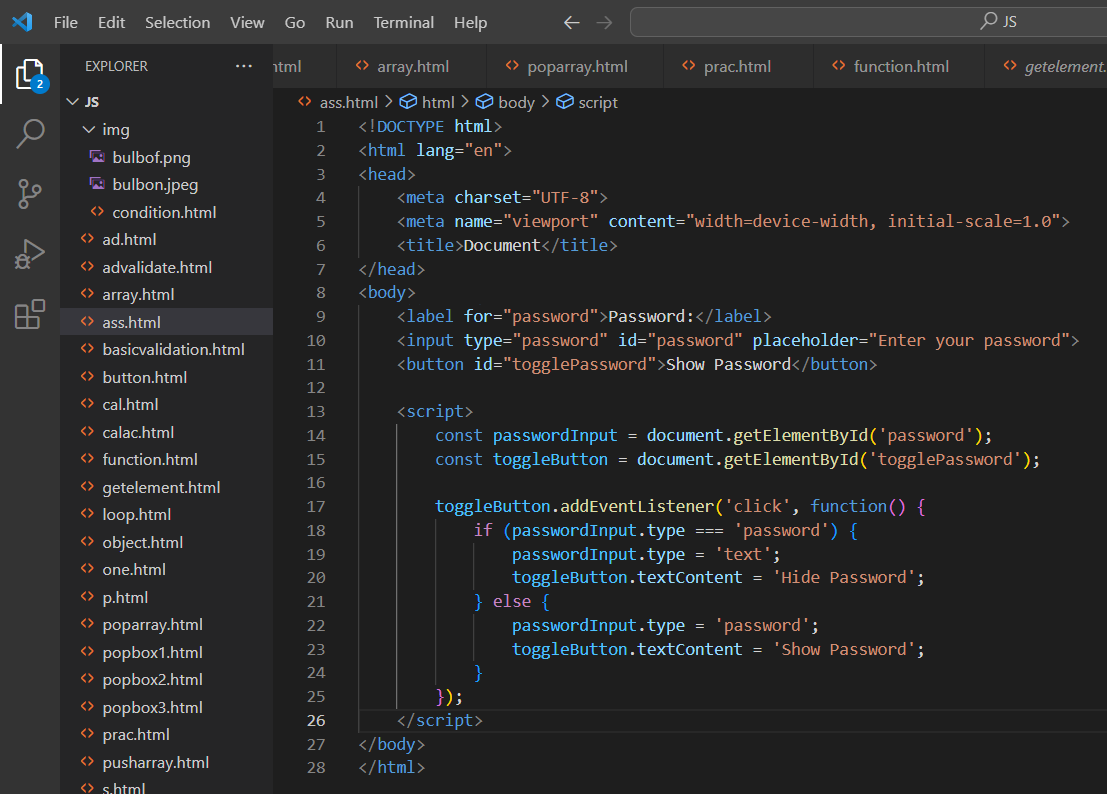 File Edit Selection View Go Run Terminal Help JS
EXPLORER ...
html array.html poparray.html prac.html function.html getelement.
2
JS
img
bulbof.png
bulbon.jpeg
condition.html
ad.html
advalidate.html
array.html
ass.html
basicvalidation.html
button.html
cal.html
calac.html
function.html
getelement.html
loop.html
object.html
one.html
p.html
poparray.html
popbox1.html
popbox2.html
popbox3.html
prac.html
pusharray.html
s.html
ass.html > html > body > script
1 <!DOCTYPE html>
2 <html lang="en">
3 <head>
4 <meta charset="UTF-8">
5 <meta name="viewport" content="width=device-width, initial-scale=1.0">
6 <title>Document</title>
7 </head>
8 <body>
9 <label for="password">Password:</label>
10 <input type="password" id="password" placeholder="Enter your password">
11 <button id="togglePassword">Show Password</button>
12
13 <script>
14 const passwordInput = document.getElementById('password');
15 const toggleButton = document.getElementById('togglePassword');
16
17 toggleButton.addEventListener('click', function() {
18 if (passwordInput.type === 'password') {
19 passwordInput.type = 'text';
20 toggleButton.textContent = 'Hide Password';
21 } else {
22 passwordInput.type = 'password';
23 toggleButton.textContent = 'Show Password';
24 }
25 });
26 </script>
27 </body>
28 </html>